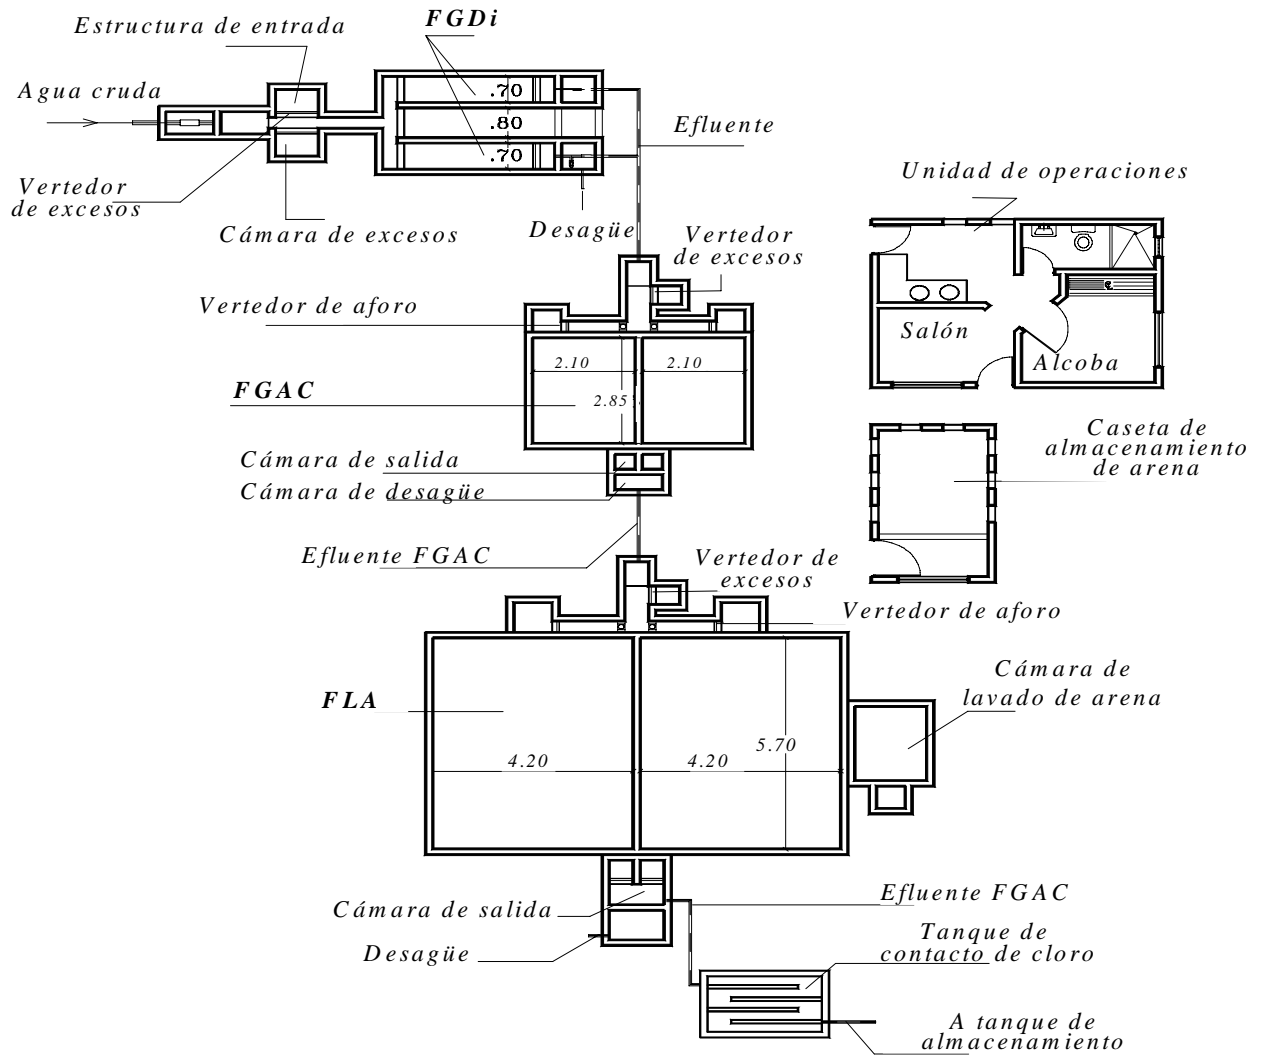 Estructura de entrada
FGDi
Agua cruda
.70
.80
.70
Efluente
Vertedor
de excesos
Cámara de excesos
Desagüe
Vertedor
de excesos
Unidad de operaciones
Vertedor de aforo
Salón
Alcoba
2.10
2.10
FGAC
2.85
Caseta de
almacenamiento
de arena
Cámara de salida
Cámara de desagüe
Efluente FGAC
Vertedor de
excesos
Vertedor de aforo
Cámara de
lavado de arena
FLA
5.70
4.20
4.20
Efluente FGAC
Cámara de salida
Tanque de
contacto de cloro
Desagüe
A tanque de
almacenamiento